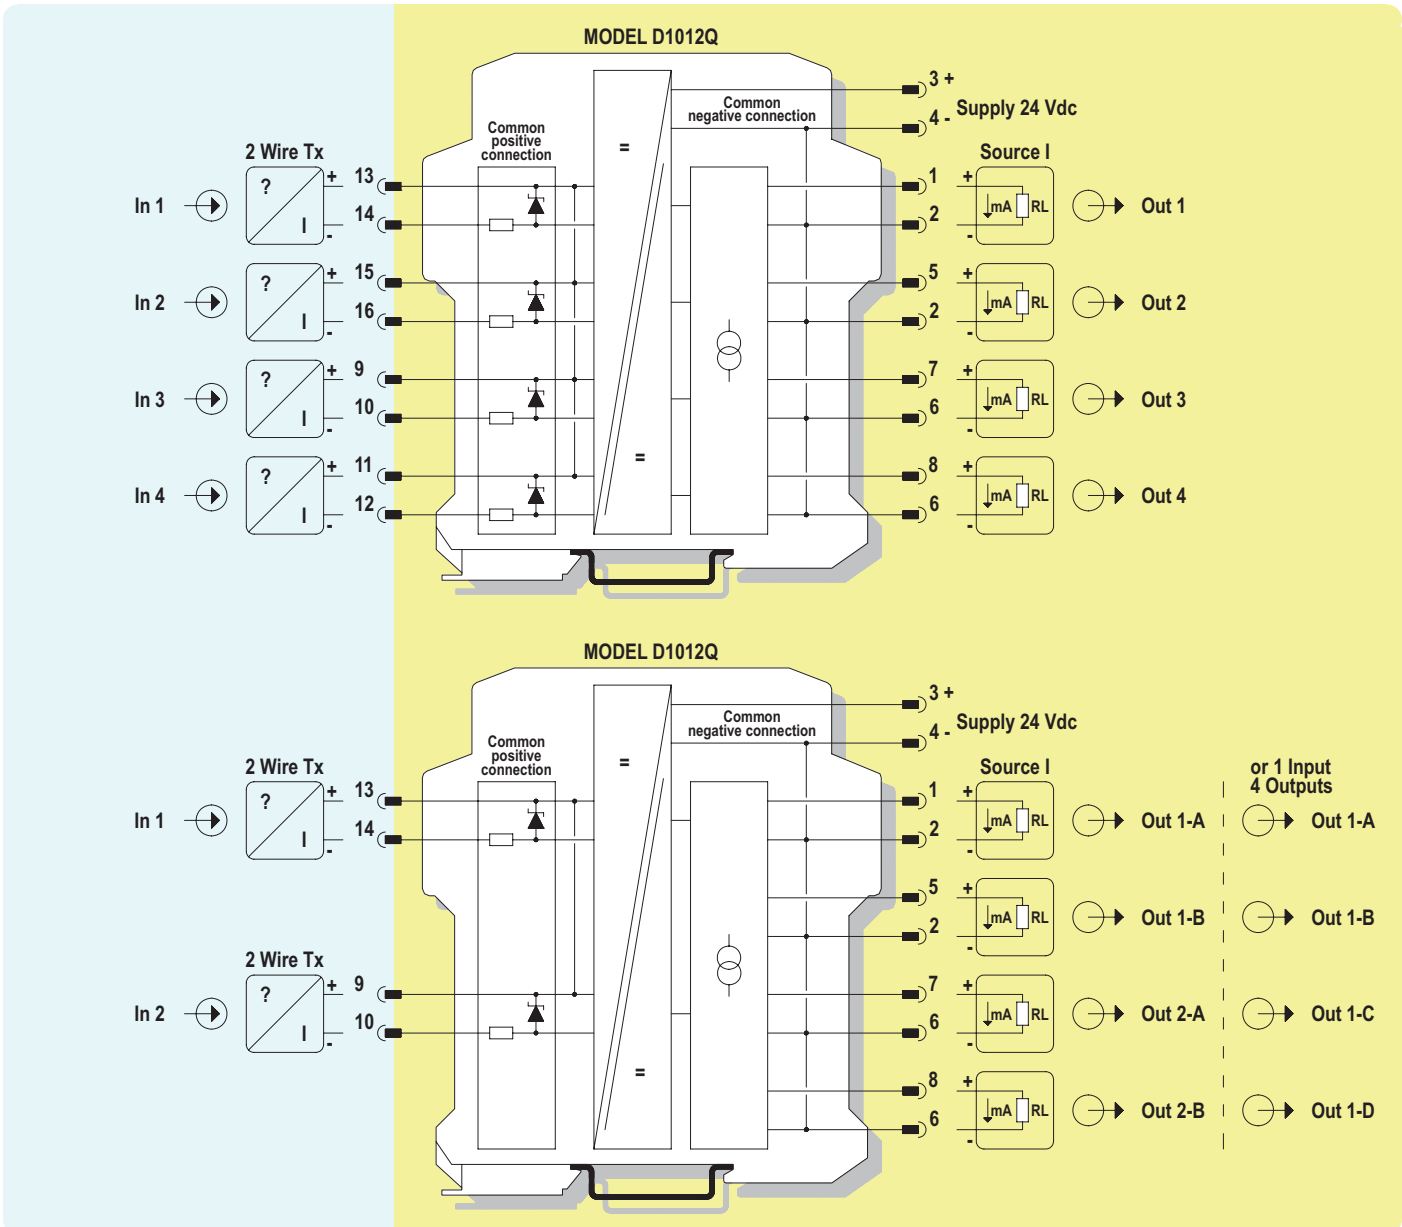 MODEL D1012Q
3 +
Common
negative connection
Supply 24 Vdc
4 -
Common
positive
connection
=
2 Wire Tx
Source I
In 1
?
I
+
-
13
14
1
2
+
-
mA
RL
Out 1
In 2
?
I
+
-
15
16
5
2
+
-
mA
RL
Out 2
In 3
?
I
+
-
9
10
7
6
+
-
mA
RL
Out 3
=
In 4
?
I
+
-
11
12
8
6
+
-
mA
RL
Out 4
MODEL D1012Q
3 +
Common
negative connection
Supply 24 Vdc
4 -
Common
positive
connection
=
2 Wire Tx
Source I
or 1 Input
4 Outputs
In 1
?
I
+
-
13
14
1
2
+
-
mA
RL
Out 1-A
Out 1-A
5
2
+
-
mA
RL
Out 1-B
Out 1-B
2 Wire Tx
In 2
?
I
+
-
9
10
7
6
+
-
mA
RL
Out 2-A
Out 1-C
=
8
6
+
-
mA
RL
Out 2-B
Out 1-D